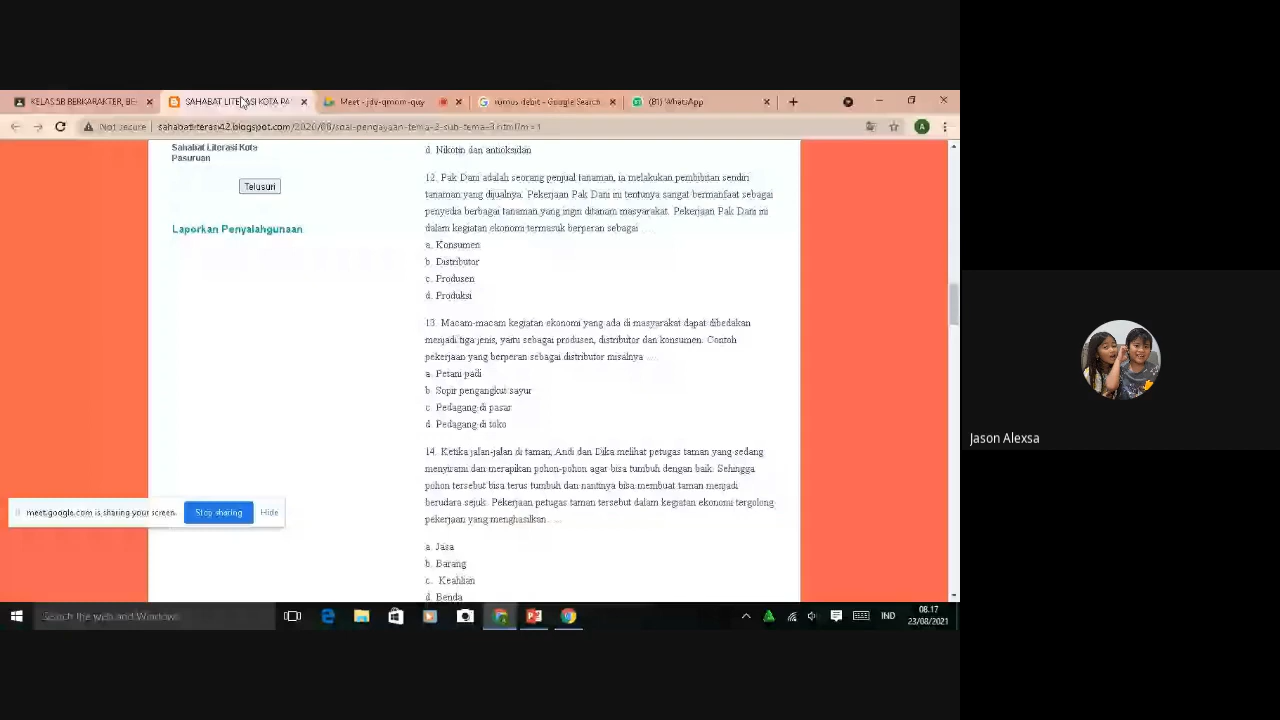 KELAS 5B BERKARAKTER, BE
SAHABAT LITERASI KOTA PA
Meet - jdv-qmom-quy
rumus debit - Google Search
(81) WhatsApp
Not secure
sahabatliterasi42.blogspot.com/2020/08/soal-pengayaan-tema-2-sub-tema-3.html?m=1
Sahabat Literasi Kota
Pasuruan
Telusuri
Laporkan Penyalahgunaan
d. Nikotin dan antioksidan
12. Pak Dani adalah seorang penjual tanaman, ia melakukan pembibitan sendiri
tanaman yang dijualnya. Pekerjaan Pak Dani ini tentunya sangat bermanfaat sebagai
penyedia berbagai tanaman yang ingin ditanam masyarakat. Pekerjaan Pak Dani ini
dalam kegiatan ekonomi termasuk berperan sebagai ....
a. Konsumen
b. Distributor
c. Produsen
d. Produksi
13. Macam-macam kegiatan ekonomi yang ada di masyarakat dapat dibedakan
menjadi tiga jenis, yaitu sebagai produsen, distributor dan konsumen. Contoh
pekerjaan yang berperan sebagai distributor misalnya ....
a. Petani padi
b. Sopir pengangkut sayur
c. Pedagang di pasar
d. Pedagang di toko
14. Ketika jalan-jalan di taman, Andi dan Dika melihat petugas taman yang sedang
menyirami dan merapikan pohon-pohon agar bisa tumbuh dengan baik. Sehingga
pohon tersebut bisa terus tumbuh dan nantinya bisa membuat taman menjadi
berudara sejuk. Pekerjaan petugas taman tersebut dalam kegiatan ekonomi tergolong
pekerjaan yang menghasilkan ....
a. Jasa
b. Barang
c. Keahlian
d. Benda
meet.google.com is sharing your screen.
Stop sharing
Hide
Search the web and Windows
IND
08.17
23/08/2021
Jason Alexsa